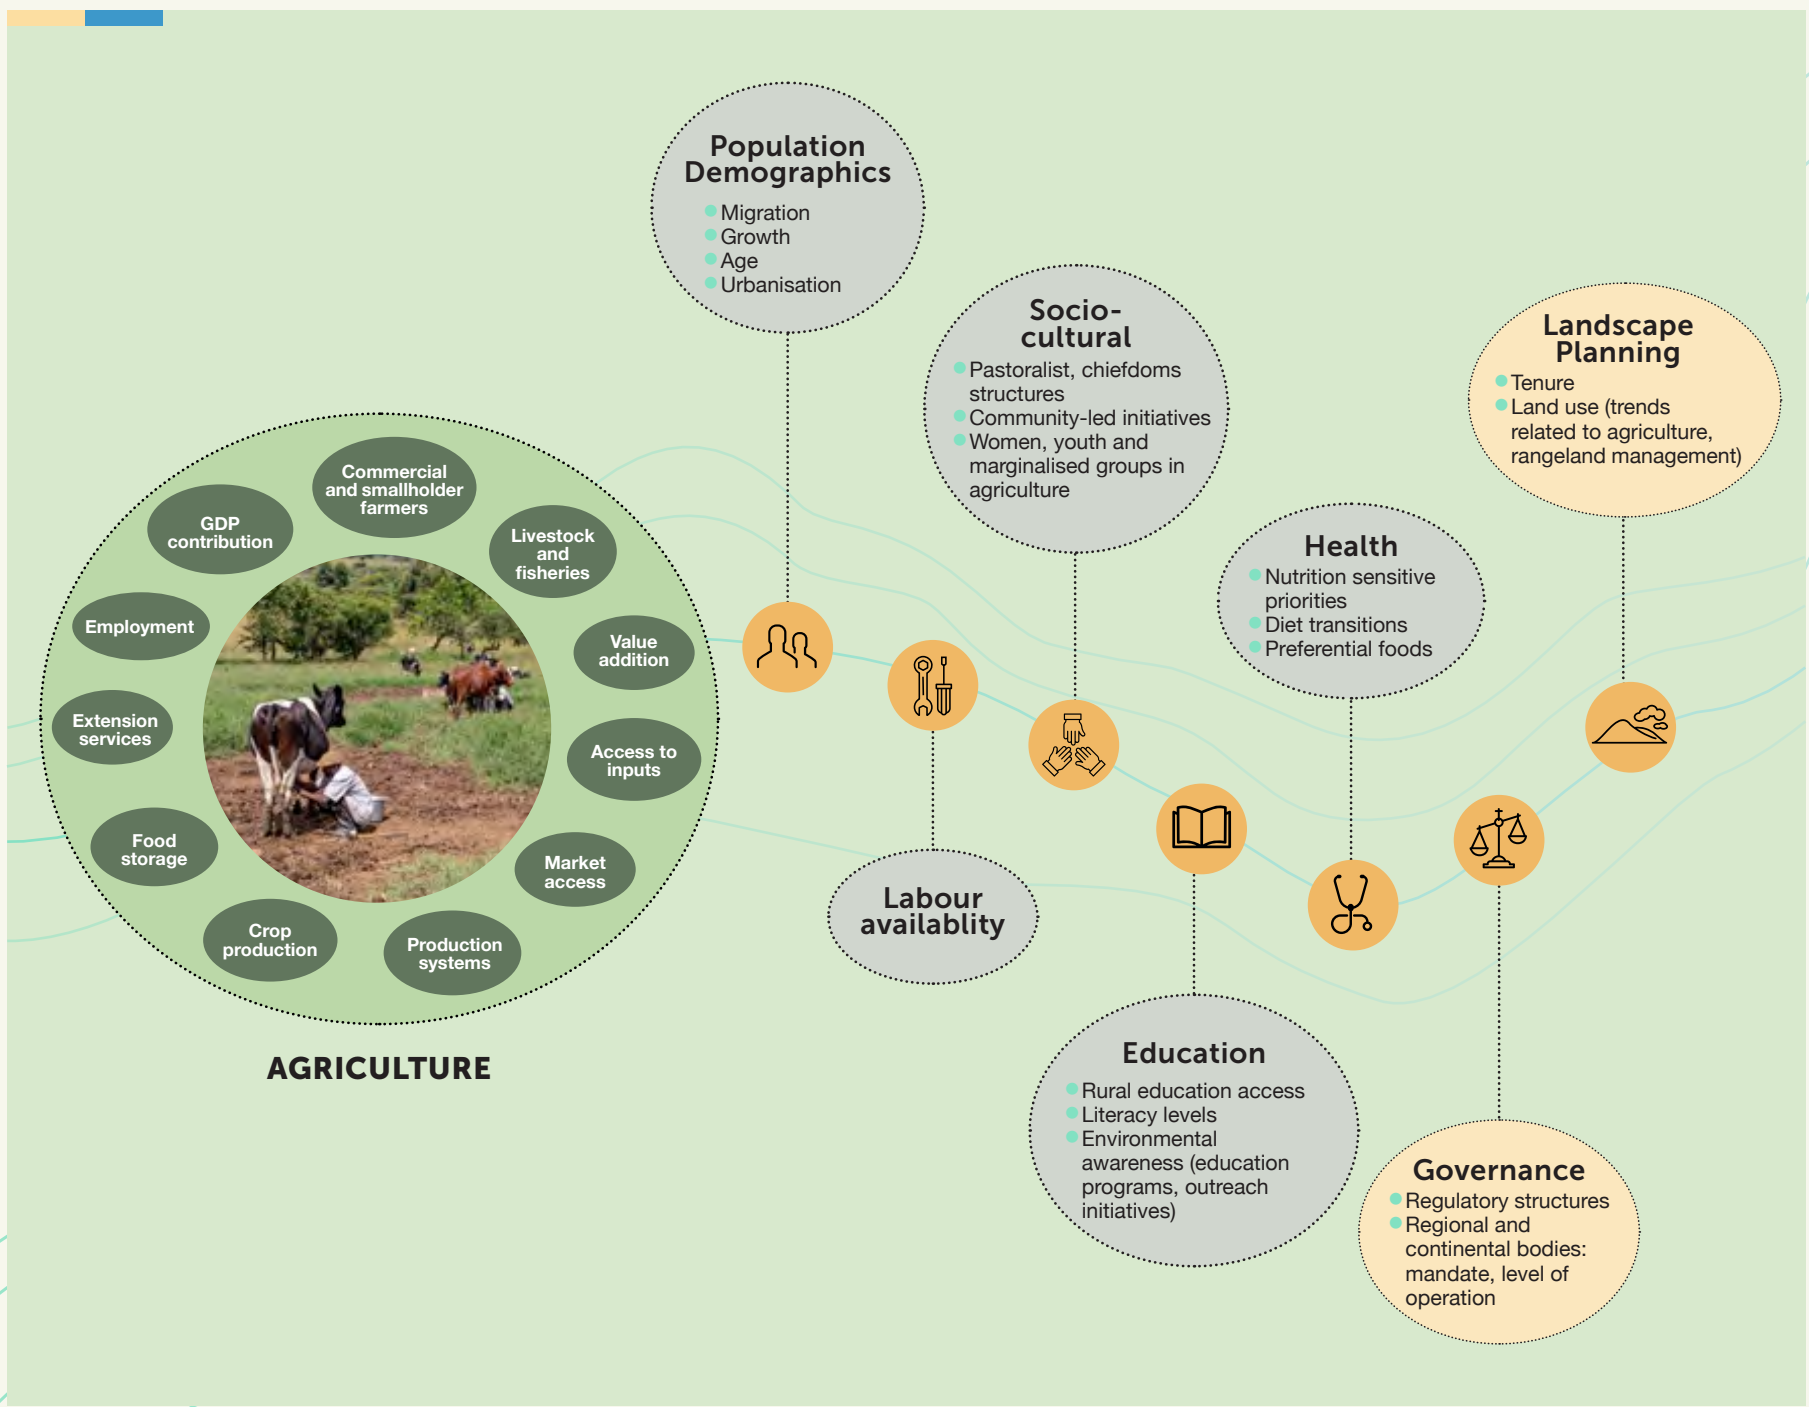 Population
Demographics
Migration
Growth
Age
Urbanisation
Socio-
cultural
Pastoralist, chiefdoms
structures
Community-led initiatives
Women, youth and
marginalised groups in
agriculture
Landscape
Planning
Tenure
Land use (trends
related to agriculture,
rangeland management)
Health
Nutrition sensitive
priorities
Diet transitions
Preferential foods
Commercial
and smallholder
farmers
GDP
contribution
Livestock
and
fisheries
Employment
Value
addition
Extension
services
Access to
inputs
Food
storage
Market
access
Crop
production
Production
systems
AGRICULTURE
Labour
availablity
Education
Rural education access
Literacy levels
Environmental
awareness (education
programs, outreach
initiatives)
Governance
Regulatory structures
Regional and
continental bodies:
mandate, level of
operation